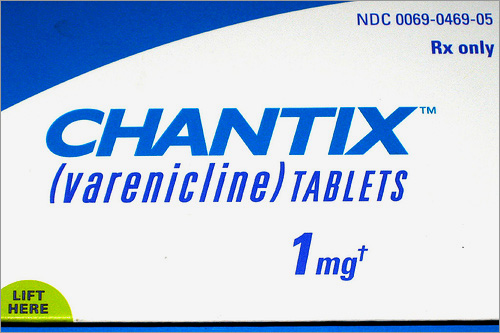 NDC 0069-0469-05
Rx only
CHANTIX™
(varenicline) TABLETS
1 mg†
LIFT
HERE